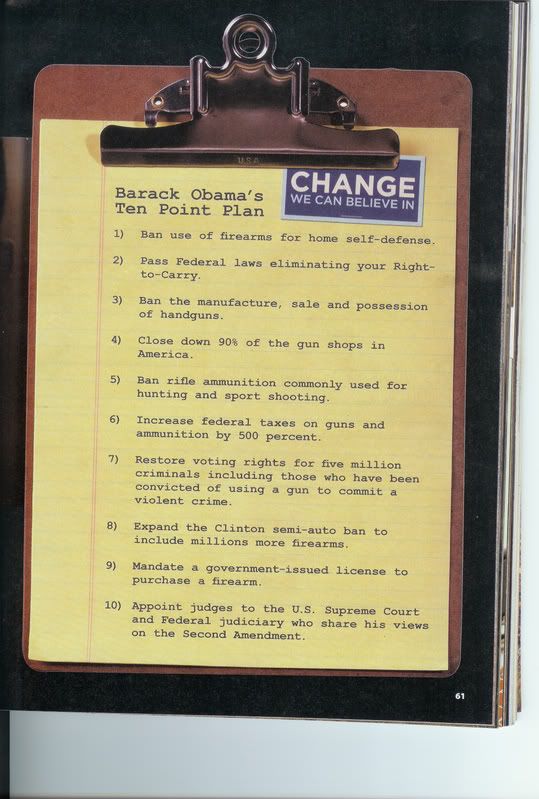 USA
CHANGE
WE CAN BELIEVE IN
Barack Obama's
Ten Point Plan
1) Ban use of firearms for home self-defense.
2) Pass Federal laws eliminating your Right-
to-Carry.
3) Ban the manufacture, sale and possession
of handguns.
4) Close down 90% of the gun shops in
America.
5) Ban rifle ammunition commonly used for
hunting and sport shooting.
6) Increase federal taxes on guns and
ammunition by 500 percent.
7) Restore voting rights for five million
criminals including those who have been
convicted of using a gun to commit a
violent crime.
8) Expand the Clinton semi-auto ban to
include millions more firearms.
9) Mandate a government-issued license to
purchase a firearm.
10) Appoint judges to the U.S. Supreme Court
and Federal judiciary who share his views
on the Second Amendment.
61